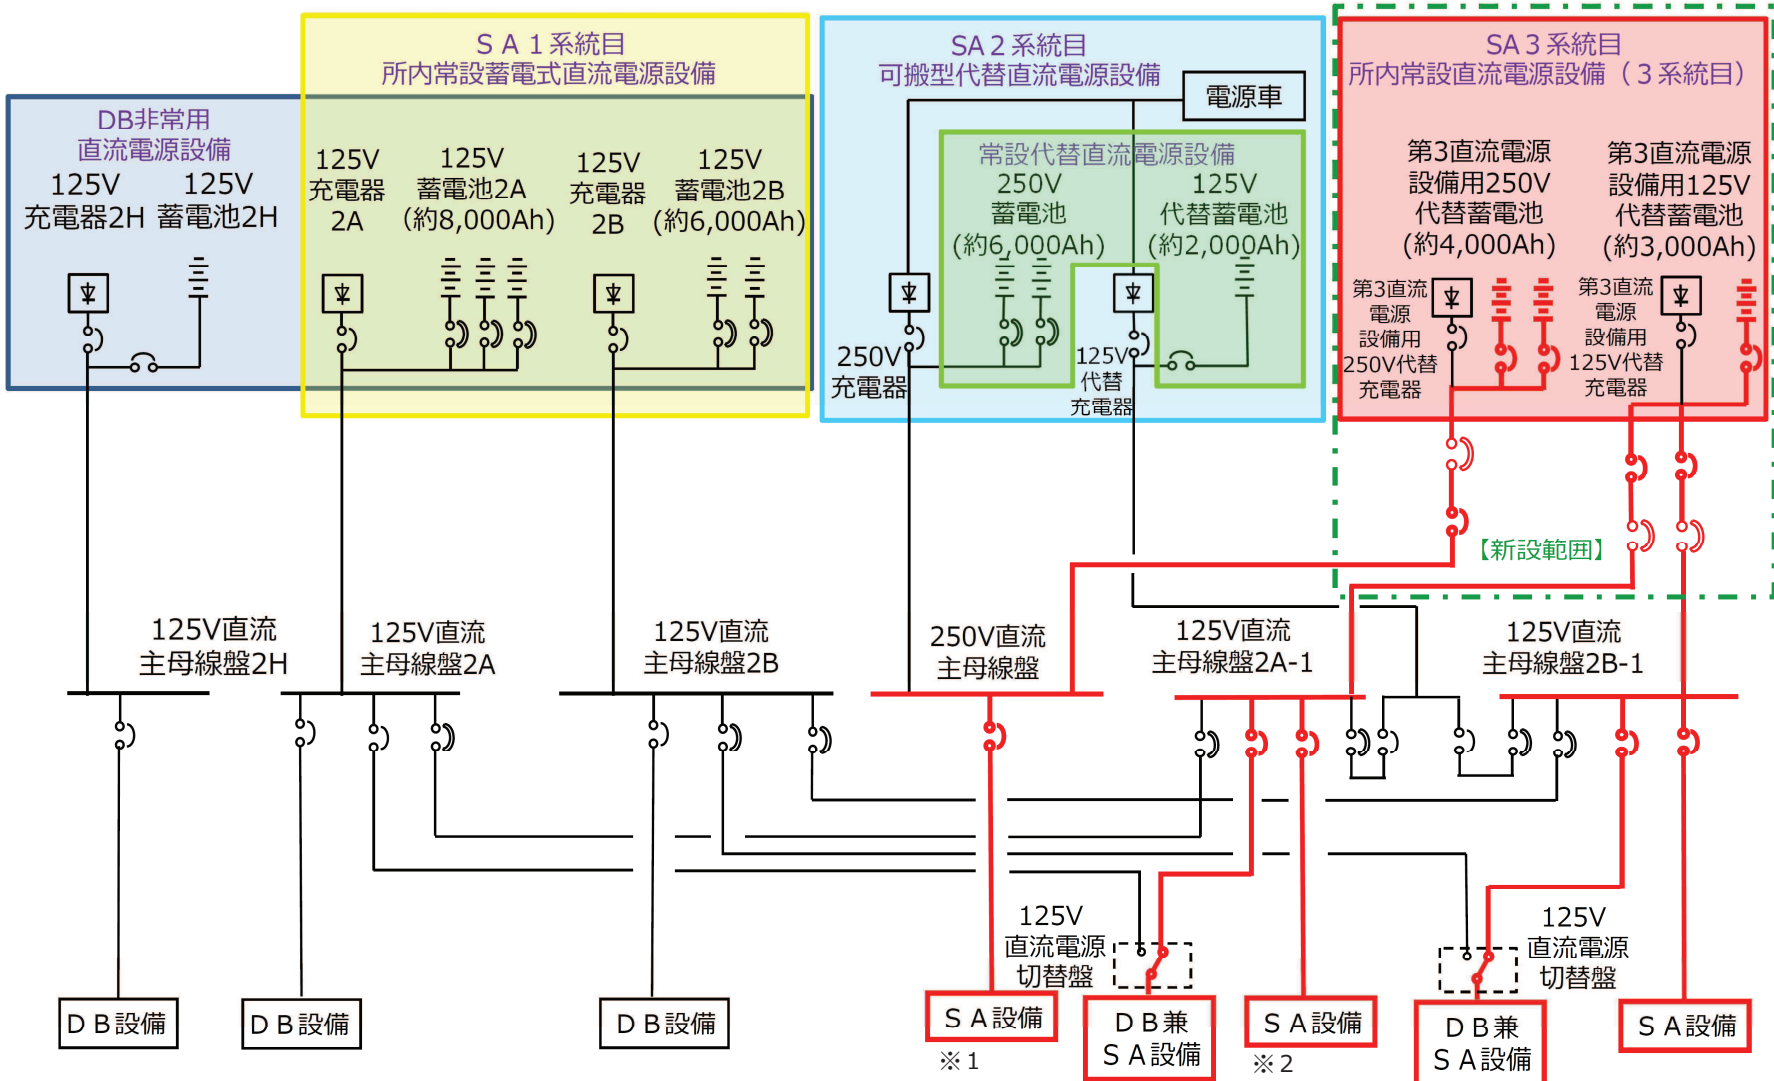 ＳＡ１系統目
所内常設蓄電式直流電源設備
SA２系統目
可搬型代替直流電源設備
電源車
SA３系統目
所内常設直流電源設備（３系統目）
DB非常用
直流電源設備
125V
充電器2H
125V
蓄電池2H
125V
充電器
2A
125V
蓄電池2A
(約8,000Ah)
125V
充電器
2B
125V
蓄電池2B
(約6,000Ah)
常設代替直流電源設備
250V
蓄電池
(約6,000Ah)
125V
代替蓄電池
(約2,000Ah)
250V
充電器
125V
代替
充電器
第3直流電源
設備用250V
代替蓄電池
(約4,000Ah)
第3直流電源
設備用125V
代替蓄電池
(約3,000Ah)
第3直流
電源
設備用
250V代替
充電器
第3直流
電源
設備用
125V代替
充電器
【新設範囲】
125V直流
主母線盤2H
125V直流
主母線盤2A
125V直流
主母線盤2B
250V直流
主母線盤
125V直流
主母線盤2A-1
125V直流
主母線盤2B-1
125V
直流電源
切替盤
125V
直流電源
切替盤
ＤＢ設備
ＤＢ設備
ＤＢ設備
ＳＡ設備
※１
ＤＢ兼
ＳＡ設備
ＳＡ設備
※２
ＤＢ兼
ＳＡ設備
ＳＡ設備